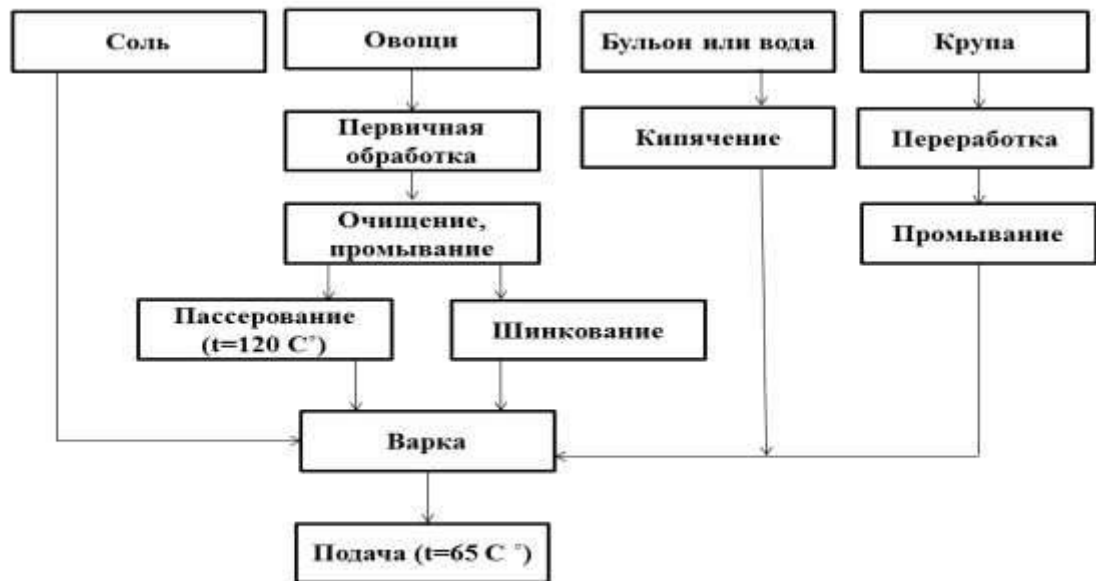 Соль
Овощи
Бульон или вода
Крупа
Первичная
обработка
Кипячение
Переработка
Очищение,
промывание
Промывание
Пассерование
(t=120 C˚)
Шинкование
Варка
Подача (t=65 C ˚)